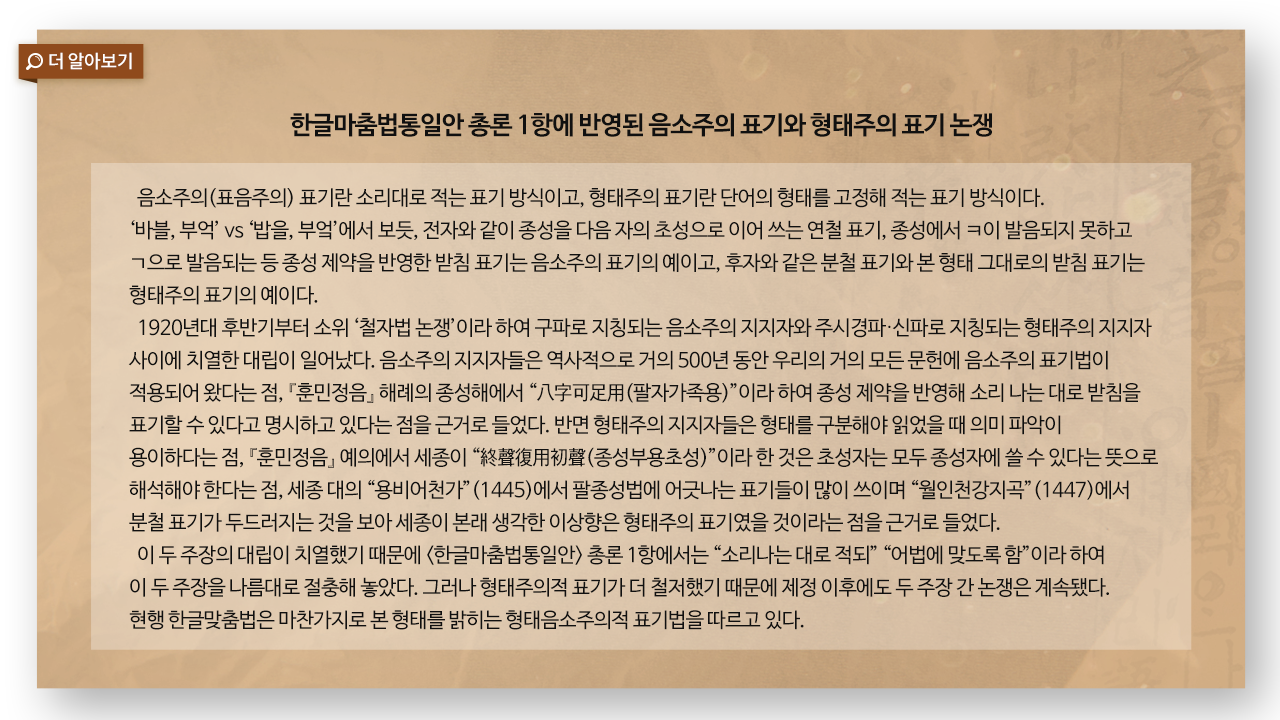 더 알아보기
한글마춤법통일안 총론 1항에 반영된 음소주의 표기와 형태주의 표기 논쟁
음소주의(표음주의) 표기란 소리대로 적는 표기 방식이고, 형태주의 표기란 단어의 형태를 고정해 적는 표기 방식이다.
‘바블, 부억’ vs ‘밥을, 부엌’에서 보듯, 전자와 같이 종성을 다음 자의 초성으로 이어 쓰는 연철 표기, 종성에서 ㅋ이 발음되지 못하고
ㄱ으로 발음되는 등 종성 제약을 반영한 받침 표기는 음소주의 표기의 예이고, 후자와 같은 분철 표기와 본 형태 그대로의 받침 표기는
형태주의 표기의 예이다.
1920년대 후반기부터 소위 ‘철자법 논쟁’이라 하여 구파로 지칭되는 음소주의 지지자와 주시경파·신파로 지칭되는 형태주의 지지자
사이에 치열한 대립이 일어났다. 음소주의 지지자들은 역사적으로 거의 500년 동안 우리의 거의 모든 문헌에 음소주의 표기법이
적용되어 왔다는 점,『훈민정음』해례의 종성해에서 “八字可足用(팔자가족용)”이라 하여 종성 제약을 반영해 소리 나는 대로 받침을
표기할 수 있다고 명시하고 있다는 점을 근거로 들었다. 반면 형태주의 지지자들은 형태를 구분해야 읽었을 때 의미 파악이
용이하다는 점,『훈민정음』예의에서 세종이 “終聲復用初聲(종성부용초성)”이라 한 것은 초성자는 모두 종성자에 쓸 수 있다는 뜻으로
해석해야 한다는 점, 세종 대의 “용비어천가” (1445)에서 팔종성법에 어긋나는 표기들이 많이 쓰이며 “월인천강지곡” (1447)에서
분철 표기가 두드러지는 것을 보아 세종이 본래 생각한 이상향은 형태주의 표기였을 것이라는 점을 근거로 들었다.
이 두 주장의 대립이 치열했기 때문에 <한글마춤법통일안> 총론 1항에서는 “소리나는 대로 적되” “어법에 맞도록 함”이라 하여
이 두 주장을 나름대로 절충해 놓았다. 그러나 형태주의적 표기가 더 철저했기 때문에 제정 이후에도 두 주장 간 논쟁은 계속됐다.
현행 한글맞춤법은 마찬가지로 본 형태를 밝히는 형태음소주의적 표기법을 따르고 있다.